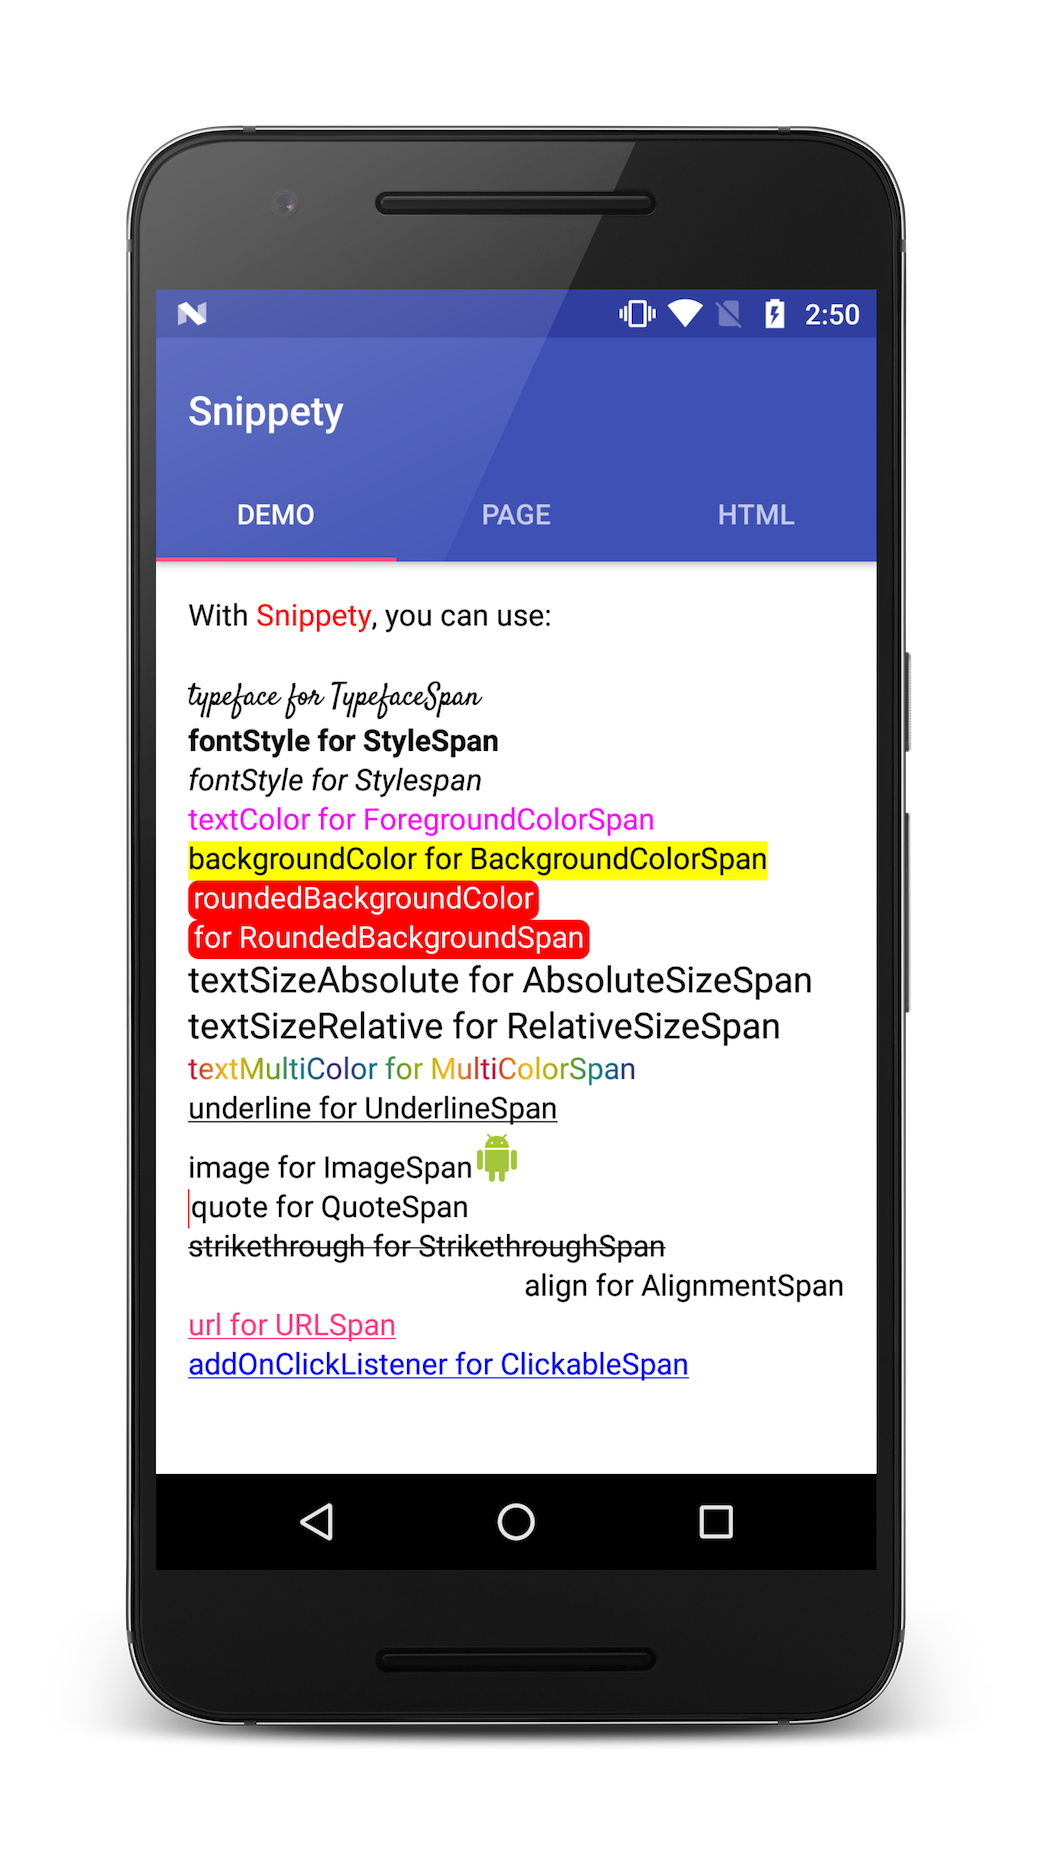 2:50
Snippety
DEMO PAGE HTML
With Snippety, you can use:
typeface for TypefaceSpan
fontStyle for StyleSpan
fontStyle for Stylespan
textColor for ForegroundColorSpan
backgroundColor for BackgroundColorSpan
roundedBackgroundColor
for RoundedBackgroundSpan
textSizeAbsolute for AbsoluteSizeSpan
textSizeRelative for RelativeSizeSpan
textMultiColor for MultiColorSpan
underline for UnderlineSpan
image for ImageSpan
quote for QuoteSpan
strikethrough for StrikethroughSpan
align for AlignmentSpan
url for URLSpan
addOnClickListener for ClickableSpan